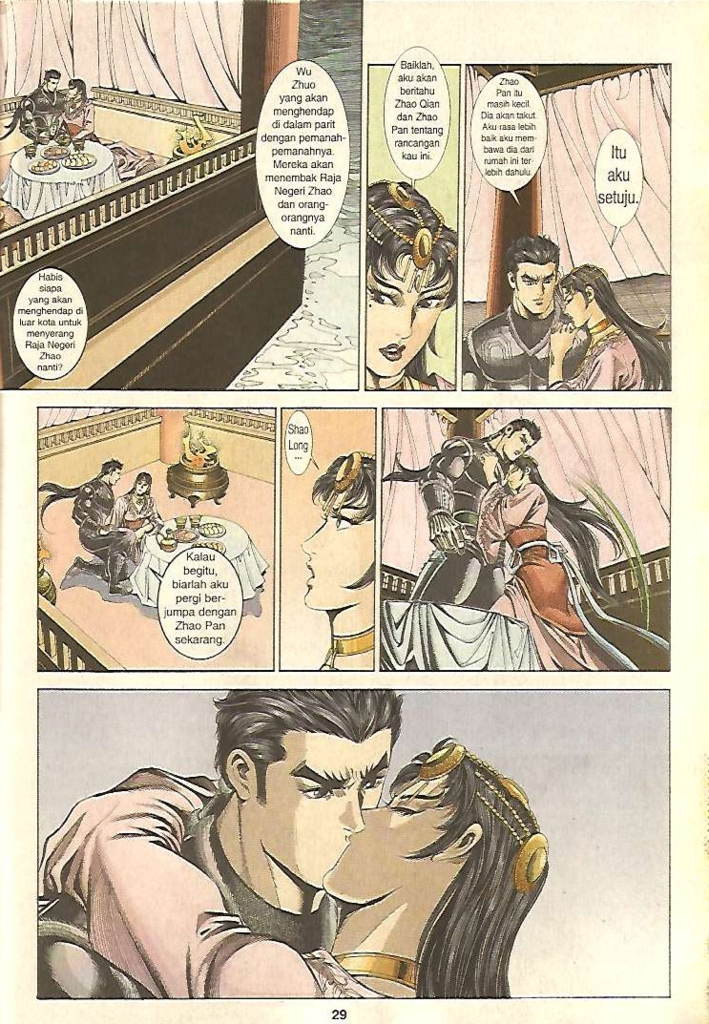 Habis
siapa
yang akan
menghendap di
luar kota untuk
menyerang
Raja Negeri
Zhao
nanti?
Wu
Zhuo
yang akan
menghendap
di dalam parit
dengan pemanah-
pemanahnya.
Mereka akan
menembak Raja
Negeri Zhao
dan orang-
orangnya
nanti.
Baiklah,
aku akan
beritahu
Zhao Qian
dan Zhao
Pan tentang
rancangan
kau ini.
Zhao
Pan itu
masih kecil.
Dia akan takut.
Aku rasa lebih
baik aku mem-
bawa dia dari
rumah ini ter-
lebih dahulu.
Itu
aku
setuju.
Kalau
begitu,
biarlah aku
pergi ber-
jumpa dengan
Zhao Pan
sekarang.
Shao
Long
...
29